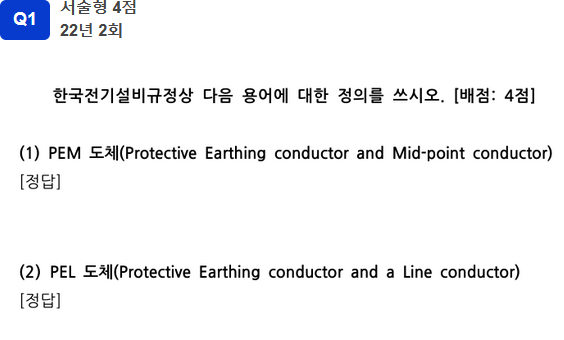 Q1
서술형 4점
22년 2회
한국전기설비규정상 다음 용어에 대한 정의를 쓰시오. [배점: 4점]
(1) PEM 도체(Protective Earthing conductor and Mid-point conductor)
[정답]
(2) PEL 도체(Protective Earthing conductor and a Line conductor)
[정답]